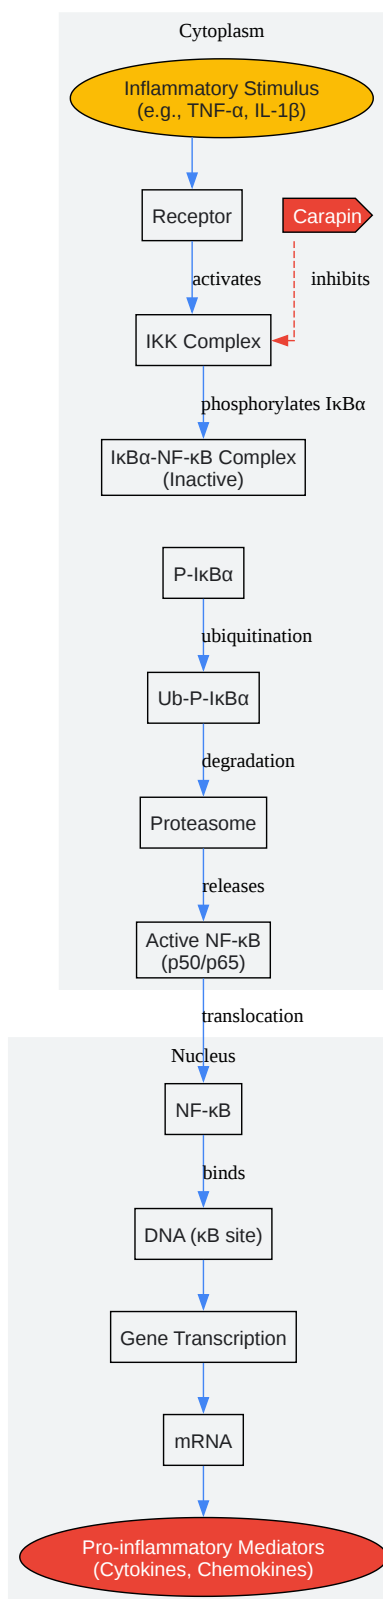 Cytoplasm
Inflammatory Stimulus
(e.g., TNF-α, IL-1β)
Receptor
Carapin
activates
inhibits
IKK Complex
phosphorylates IκBα
IκBα-NF-κB Complex
(Inactive)
P-IκBα
ubiquitination
Ub-P-IκBα
degradation
Proteasome
releases
Active NF-κB
(p50/p65)
translocation
Nucleus
NF-κB
binds
DNA (κB site)
Gene Transcription
mRNA
Pro-inflammatory Mediators
(Cytokines, Chemokines)